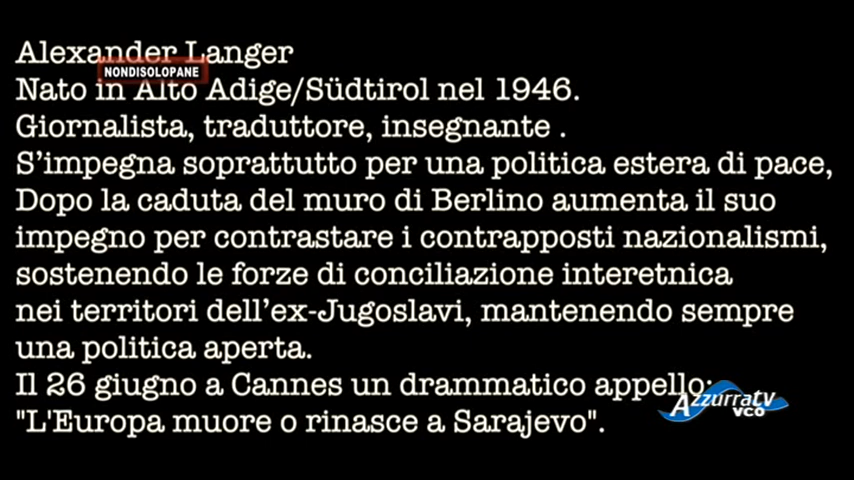 Alexander Langer
NONDISOLOPANE
Nato in Alto Adige/Südtirol nel 1946.
Giornalista, traduttore, insegnante .
S'impegna soprattutto per una politica estera di pace,
Dopo la caduta del muro di Berlino aumenta il suo
impegno per contrastare i contrapposti nazionalismi,
sostenendo le forze di conciliazione interetnica
nei territori dell'ex-Jugoslavi, mantenendo sempre
una politica aperta.
Il 26 giugno a Cannes un drammatico appello:
"L'Europa muore o rinasce a Sarajevo".
Azzurratv
VCO